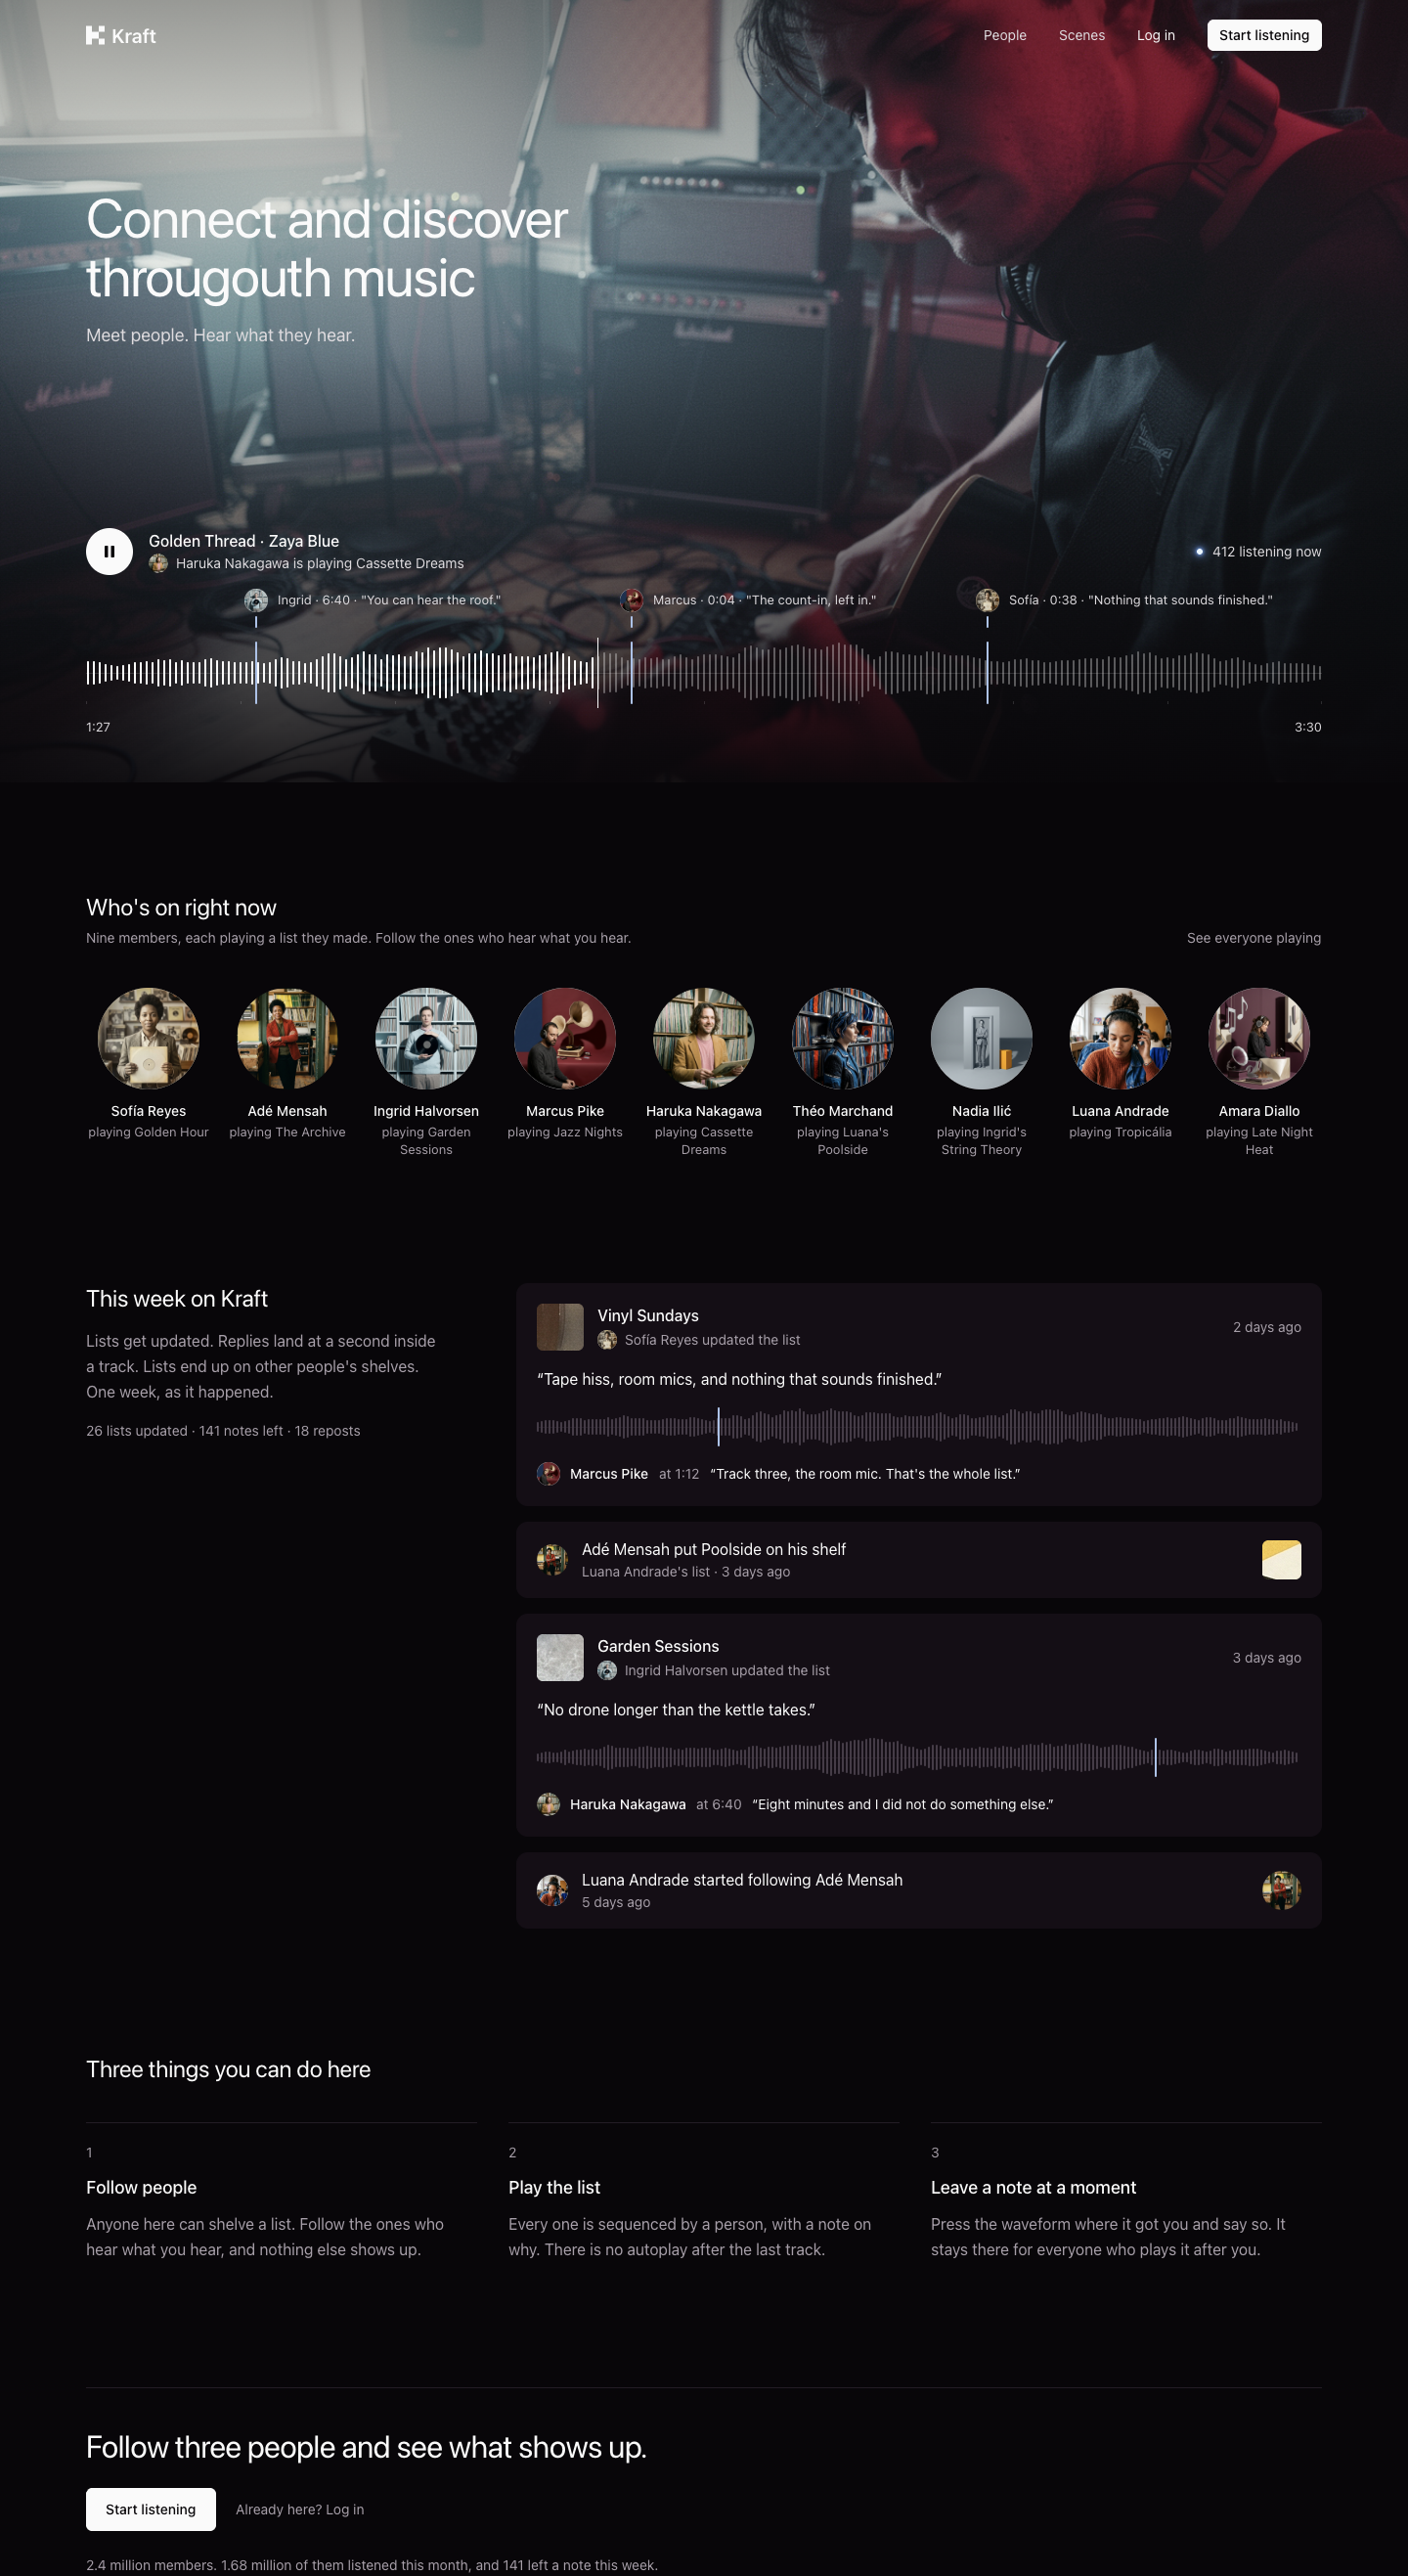 Kraft
People
Scenes
Log in
Start listening
Connect and discover
througouth music
Meet people. Hear what they hear.
Marshall
Golden Thread · Zaya Blue
Haruka Nakagawa is playing Cassette Dreams
412 listening now
Ingrid · 6:40 · "You can hear the roof."
Marcus · 0:04 · "The count-in, left in."
Sofía · 0:38 · "Nothing that sounds finished."
1:27
3:30
Who's on right now
Nine members, each playing a list they made. Follow the ones who hear what you hear.
See everyone playing
Sofía Reyes
playing Golden Hour
Adé Mensah
playing The Archive
Ingrid Halvorsen
playing Garden
Sessions
Marcus Pike
playing Jazz Nights
Haruka Nakagawa
playing Cassette
Dreams
Théo Marchand
playing Luana's
Poolside
Nadia Ilić
playing Ingrid's
String Theory
Luana Andrade
playing Tropicália
Amara Diallo
playing Late Night
Heat
This week on Kraft
Lists get updated. Replies land at a second inside
a track. Lists end up on other people's shelves.
One week, as it happened.
26 lists updated · 141 notes left · 18 reposts
Vinyl Sundays
Sofía Reyes updated the list
2 days ago
“Tape hiss, room mics, and nothing that sounds finished.”
Marcus Pike at 1:12 “Track three, the room mic. That's the whole list.”
Adé Mensah put Poolside on his shelf
Luana Andrade's list · 3 days ago
Garden Sessions
Ingrid Halvorsen updated the list
3 days ago
“No drone longer than the kettle takes.”
Haruka Nakagawa at 6:40 “Eight minutes and I did not do something else.”
Luana Andrade started following Adé Mensah
5 days ago
Three things you can do here
1
Follow people
Anyone here can shelve a list. Follow the ones who
hear what you hear, and nothing else shows up.
2
Play the list
Every one is sequenced by a person, with a note on
why. There is no autoplay after the last track.
3
Leave a note at a moment
Press the waveform where it got you and say so. It
stays there for everyone who plays it after you.
Follow three people and see what shows up.
Start listening
Already here? Log in
2.4 million members. 1.68 million of them listened this month, and 141 left a note this week.